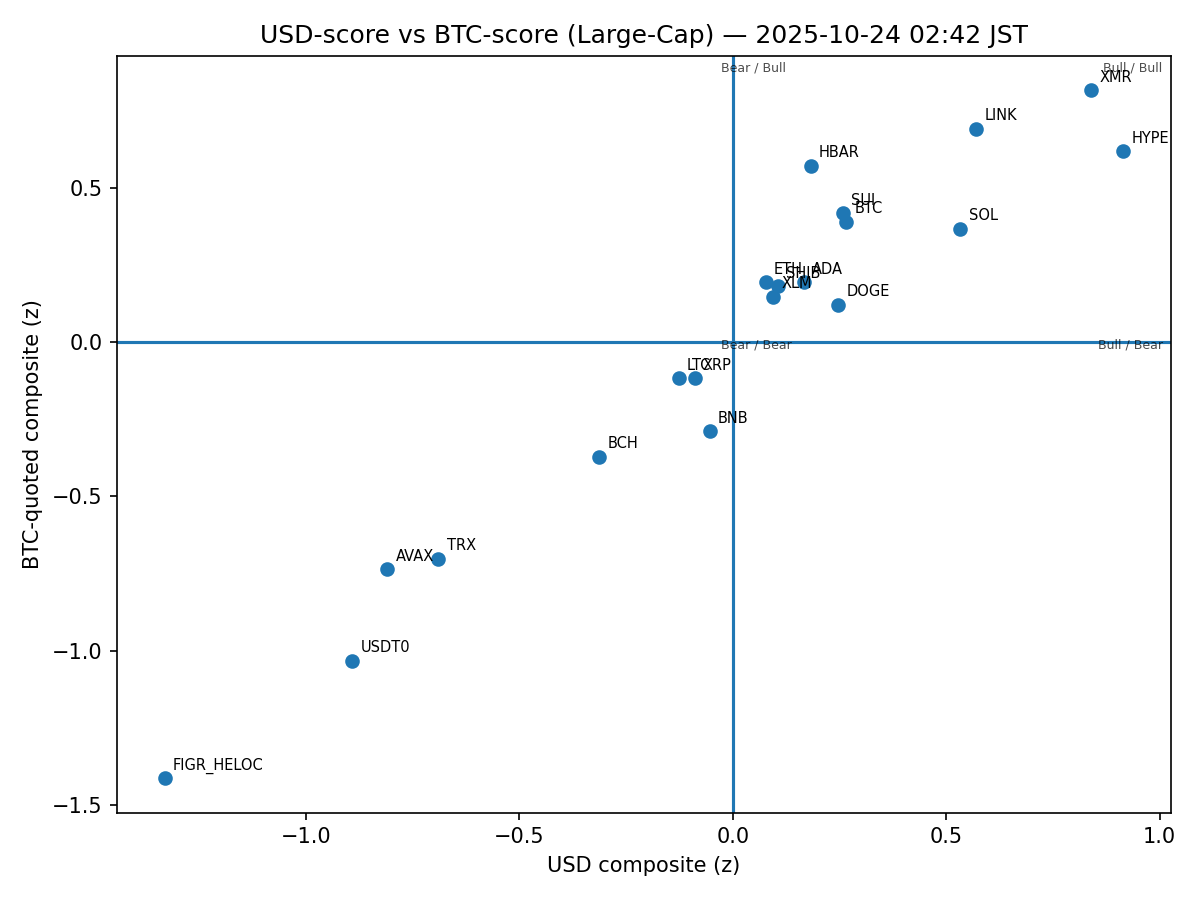 USD-score vs BTC-score (Large-Cap) — 2025-10-24 02:42 JST
Bear / Bull
Bull / Bull
XMR
LINK
HYPE
HBAR
SUI
BTC
SOL
ETH
SHIB
ADA
XLM
DOGE
Bear / Bear
Bull / Bear
LTC
XRP
BNB
BCH
AVAX
TRX
USDT0
FIGR_HELOC
0.5
0.0
−0.5
−1.0
−1.5
BTC-quoted composite (z)
−1.0
−0.5
0.0
0.5
1.0
USD composite (z)